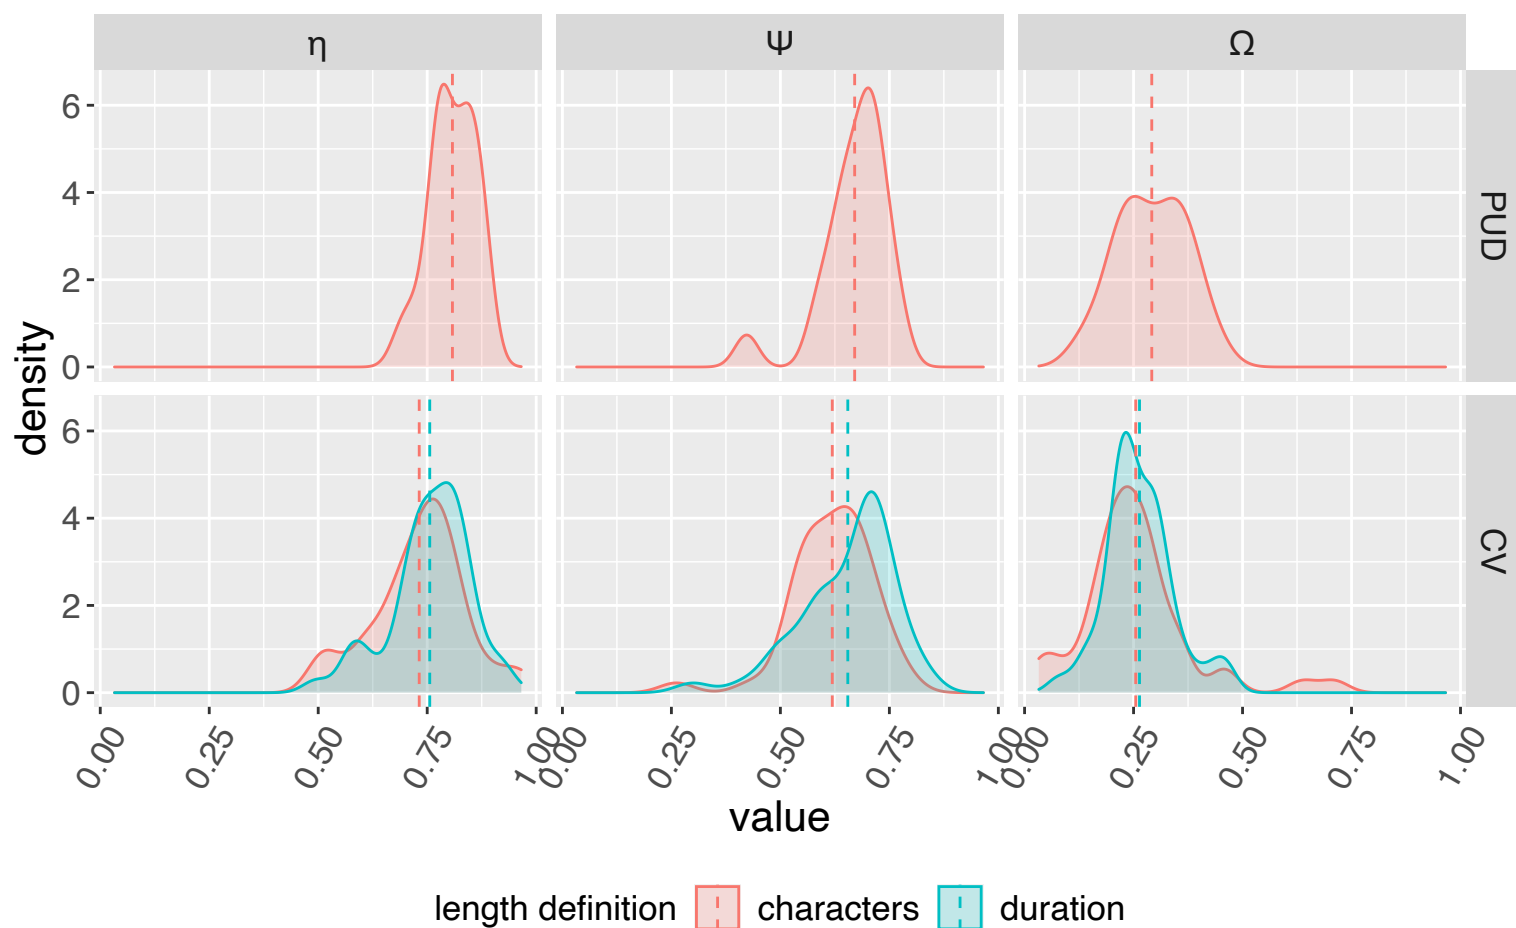 η Ψ Ω
6
4
2
0
PUD
density
6
4
2
0
CV
0.00 0.25 0.50 0.75 1.00 0.00 0.25 0.50 0.75 1.00 0.00 0.25 0.50 0.75 1.00
value
length definition characters duration